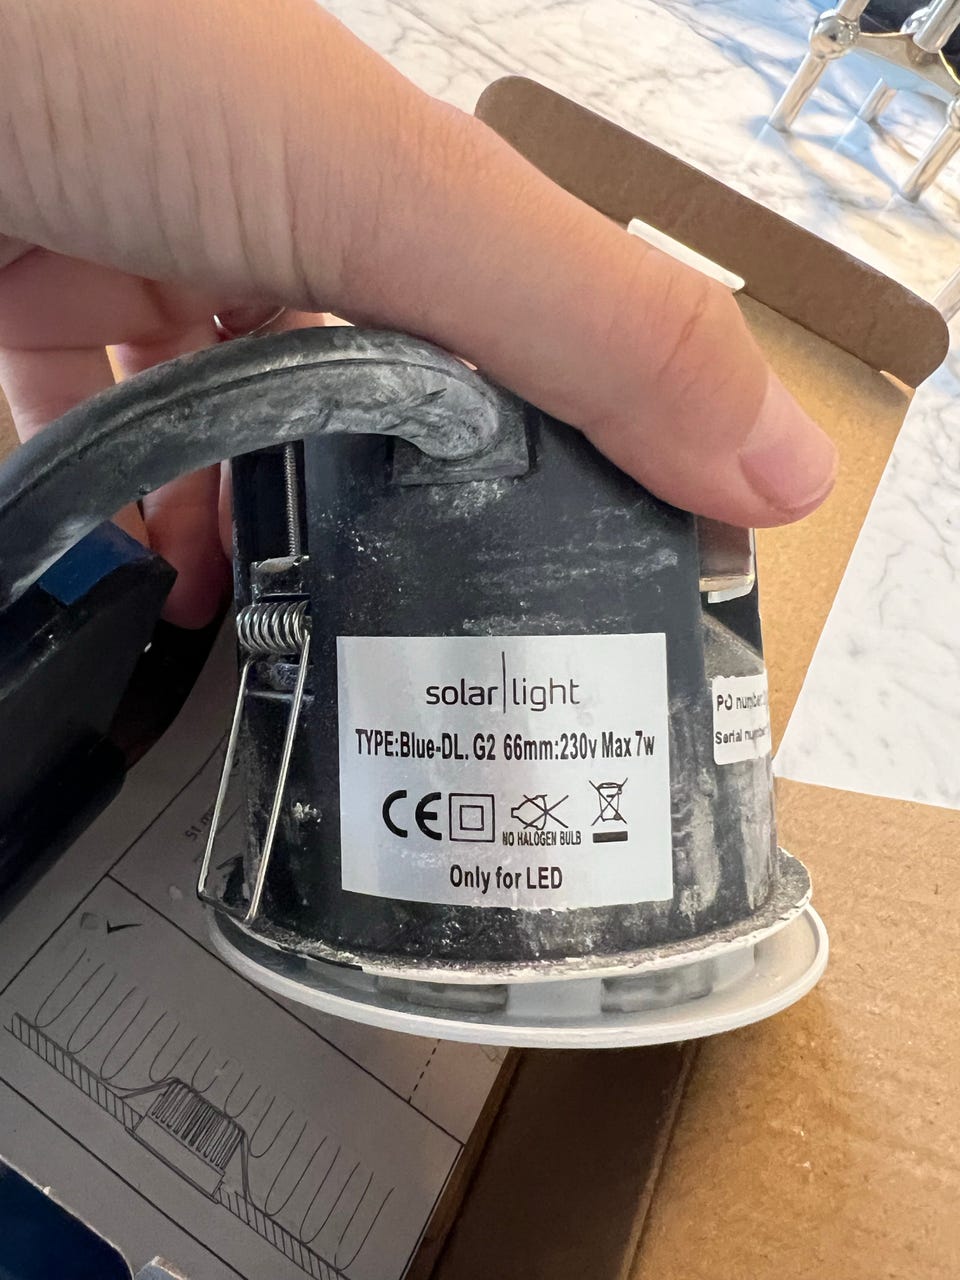 solar light
TYPE:Blue-DL. G2 66mm:230v Max 7w
CE
NO HALOGEN BULB
Only for LED
PO number:
Serial number
51 m